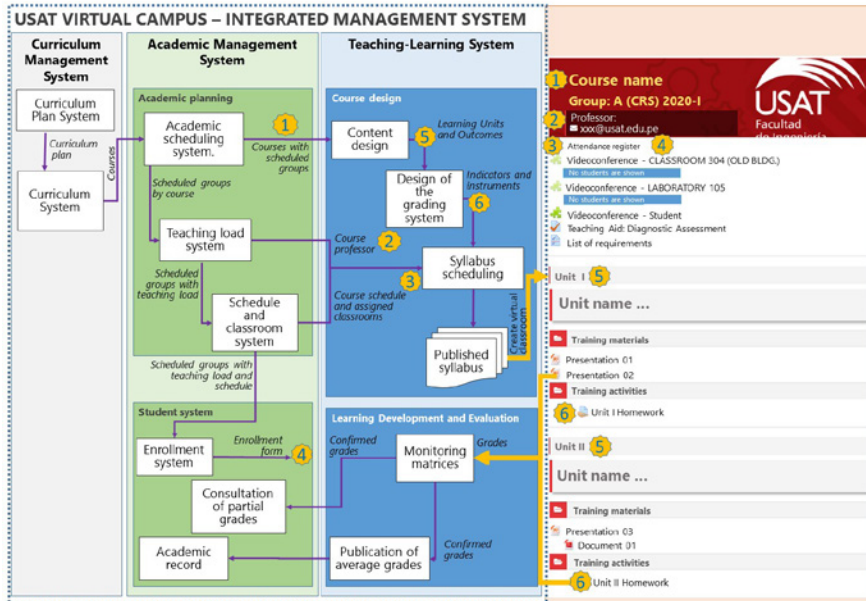 USAT VIRTUAL CAMPUS – INTEGRATED MANAGEMENT SYSTEM
Curriculum
Management
System
Curriculum
Plan System
Curriculum
plan
Courses
Curriculum
System
Academic Management
System
Academic planning
Academic
scheduling
system.
1
Courses with
scheduled
groups
Scheduled
groups
by course
Teaching load
system
Course
professor
2
Scheduled
groups with
teaching load
Schedule
and
classroom
system
Course schedule
and assigned
classrooms
Scheduled groups with
teaching load and
schedule
Student system
Enrollment
system
Enrollment
form
4
Consultation
of partial
grades
Academic
record
Teaching-Learning System
Course design
Content
design
5
Learning Units
and Outcomes
Design of
the
grading
system
Indicators and
instruments
6
3
Syllabus
scheduling
Published
syllabus
Create virtual
classroom
Learning Development and Evaluation
Confirmed
grades
Monitoring
matrices
Grades
Confirmed
grades
Publication of
average grades
1 Course name
Group: A (CRS) 2020-I
2 Professor:
xxx@usat.edu.pe
USAT
Facultad
de Ingeniería
3 Attendance register 4
Videoconference - CLASSROOM 304 (OLD BLDG.)
No students are shown
Videoconference - LABORATORY 105
No students are shown
Videoconference - Student
Teaching Aid: Diagnostic Assessment
List of requirements
Unit I 5
Unit name ...
Training materials
Presentation 01
Presentation 02
Training activities
6 Unit I Homework
Unit II 5
Unit name ...
Training materials
Presentation 03
Document 01
Training activities
6 Unit II Homework